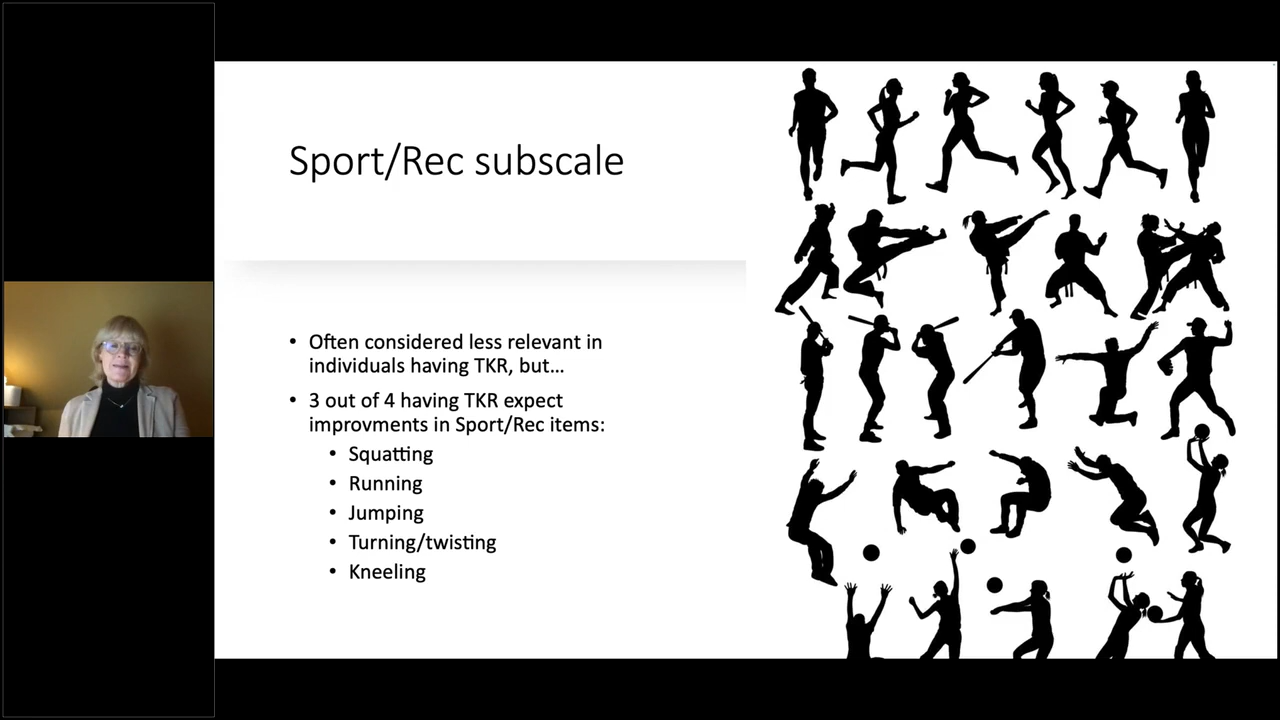 Sport/Rec subscale
• Often considered less relevant in
individuals having TKR, but...
• 3 out of 4 having TKR expect
improvments in Sport/Rec items:
• Squatting
• Running
• Jumping
• Turning/twisting
• Kneeling